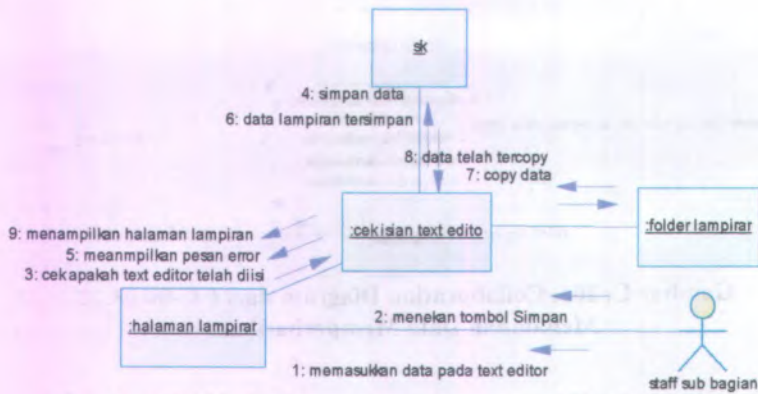 sk
4: simpan data
6: data lampiran tersimpan
8: data telah tercopy
7: copy data
9: menampilkan halaman lampiran
5: meanmpilkan pesan error
3: cekapakah text editor telah diisi
:cekisian text edito
:folder lampirar
:halaman lampirar
2: menekan tombol Simpan
1: memasukkan data pada text editor
staff sub bagian